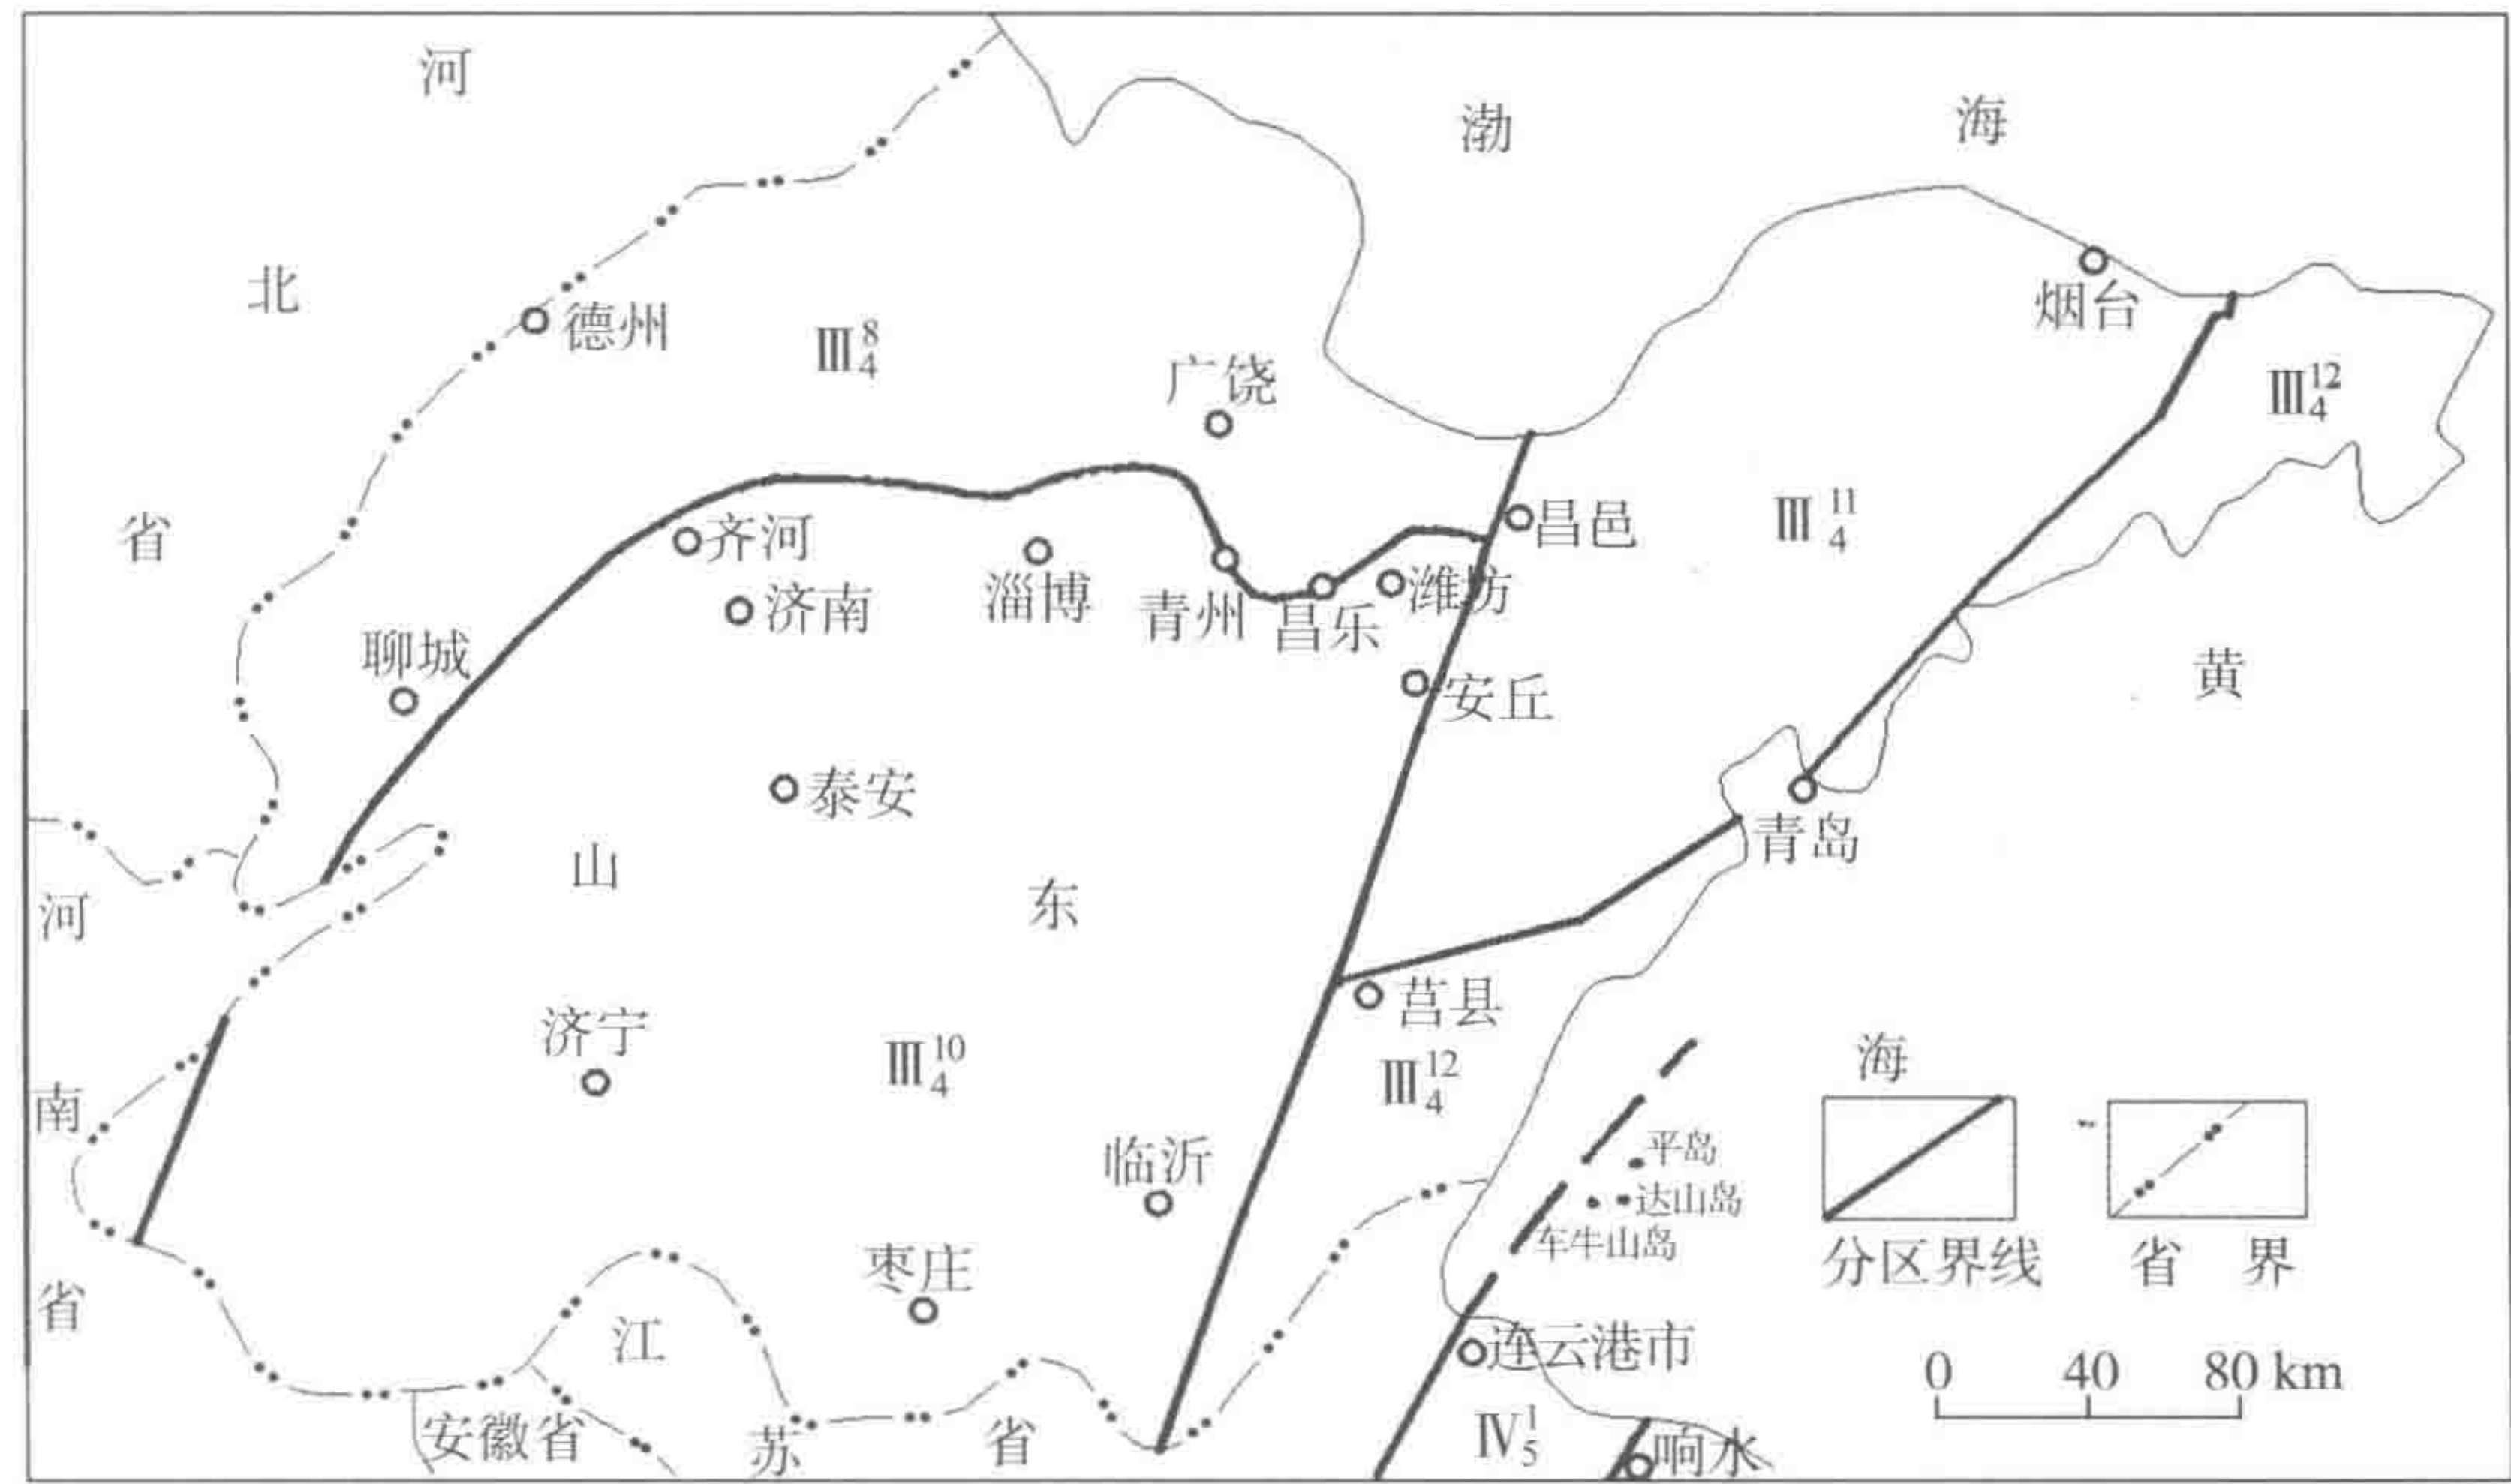 河
渤
海
北
德州
Ⅲ₄⁸
广饶
烟台
Ⅲ₄¹²
省
齐河
济南
淄博
青州
昌乐
潍坊
昌邑
Ⅲ₄¹¹
聊城
安丘
黄
泰安
山
东
青岛
河
济宁
Ⅲ₄¹⁰
莒县
Ⅲ₄¹²
海
南
临沂
平岛
达山岛
车牛山岛
分区界线
省 界
省
枣庄
江
连云港市
0 40 80 km
安徽省
苏
省
Ⅳ₅¹
响水